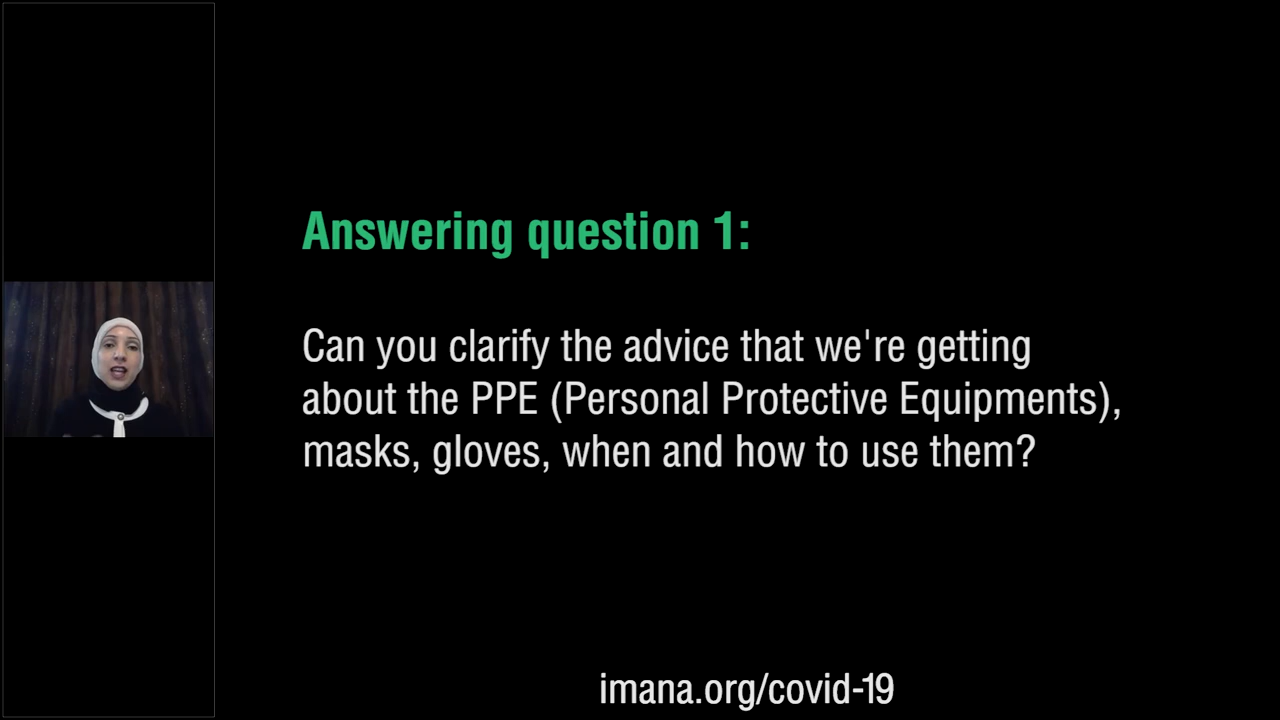 Answering question 1:
Can you clarify the advice that we're getting
about the PPE (Personal Protective Equipments),
masks, gloves, when and how to use them?
imana.org/covid-19